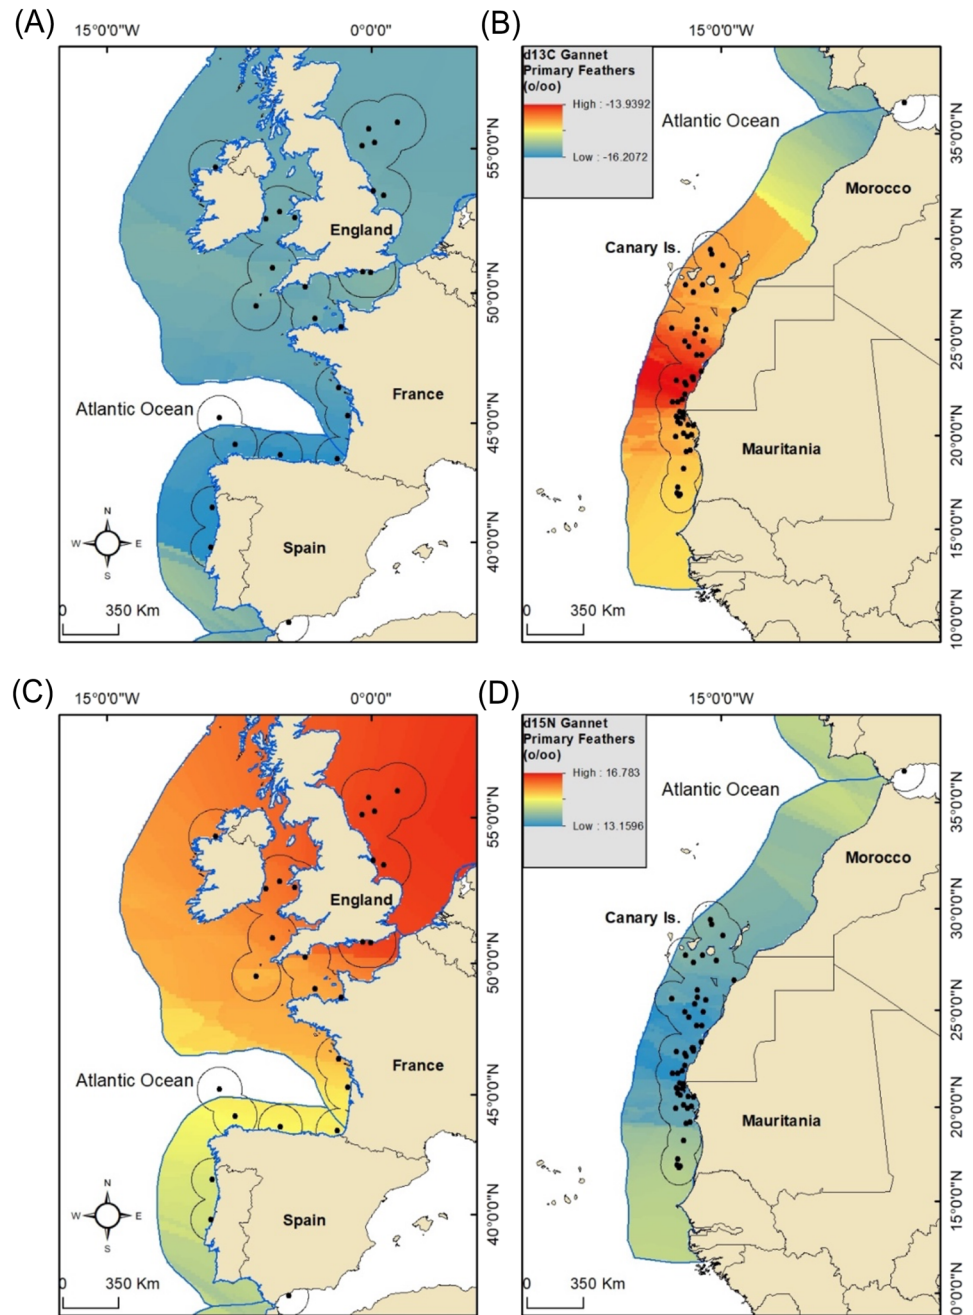 (A)
15°0'0"W
0°0'0"
55°0'0"N
England
50°0'0"N
France
Atlantic Ocean
45°0'0"N
N
W
E
S
Spain
40°0'0"N
0
350 Km
(B)
15°0'0"W
d13C Gannet
Primary Feathers
(o/oo)
High : -13.9392
Low : -16.2072
Atlantic Ocean
35°0'0"N
Morocco
Canary Is.
30°0'0"N
25°0'0"N
Mauritania
20°0'0"N
15°0'0"N
0
350 Km
10°0'0"N
(C)
15°0'0"W
0°0'0"
55°0'0"N
England
50°0'0"N
France
Atlantic Ocean
45°0'0"N
N
W
E
S
Spain
40°0'0"N
0
350 Km
(D)
15°0'0"W
d15N Gannet
Primary Feathers
(o/oo)
High : 16.783
Low : 13.1596
Atlantic Ocean
35°0'0"N
Morocco
Canary Is.
30°0'0"N
25°0'0"N
Mauritania
20°0'0"N
15°0'0"N
0
350 Km